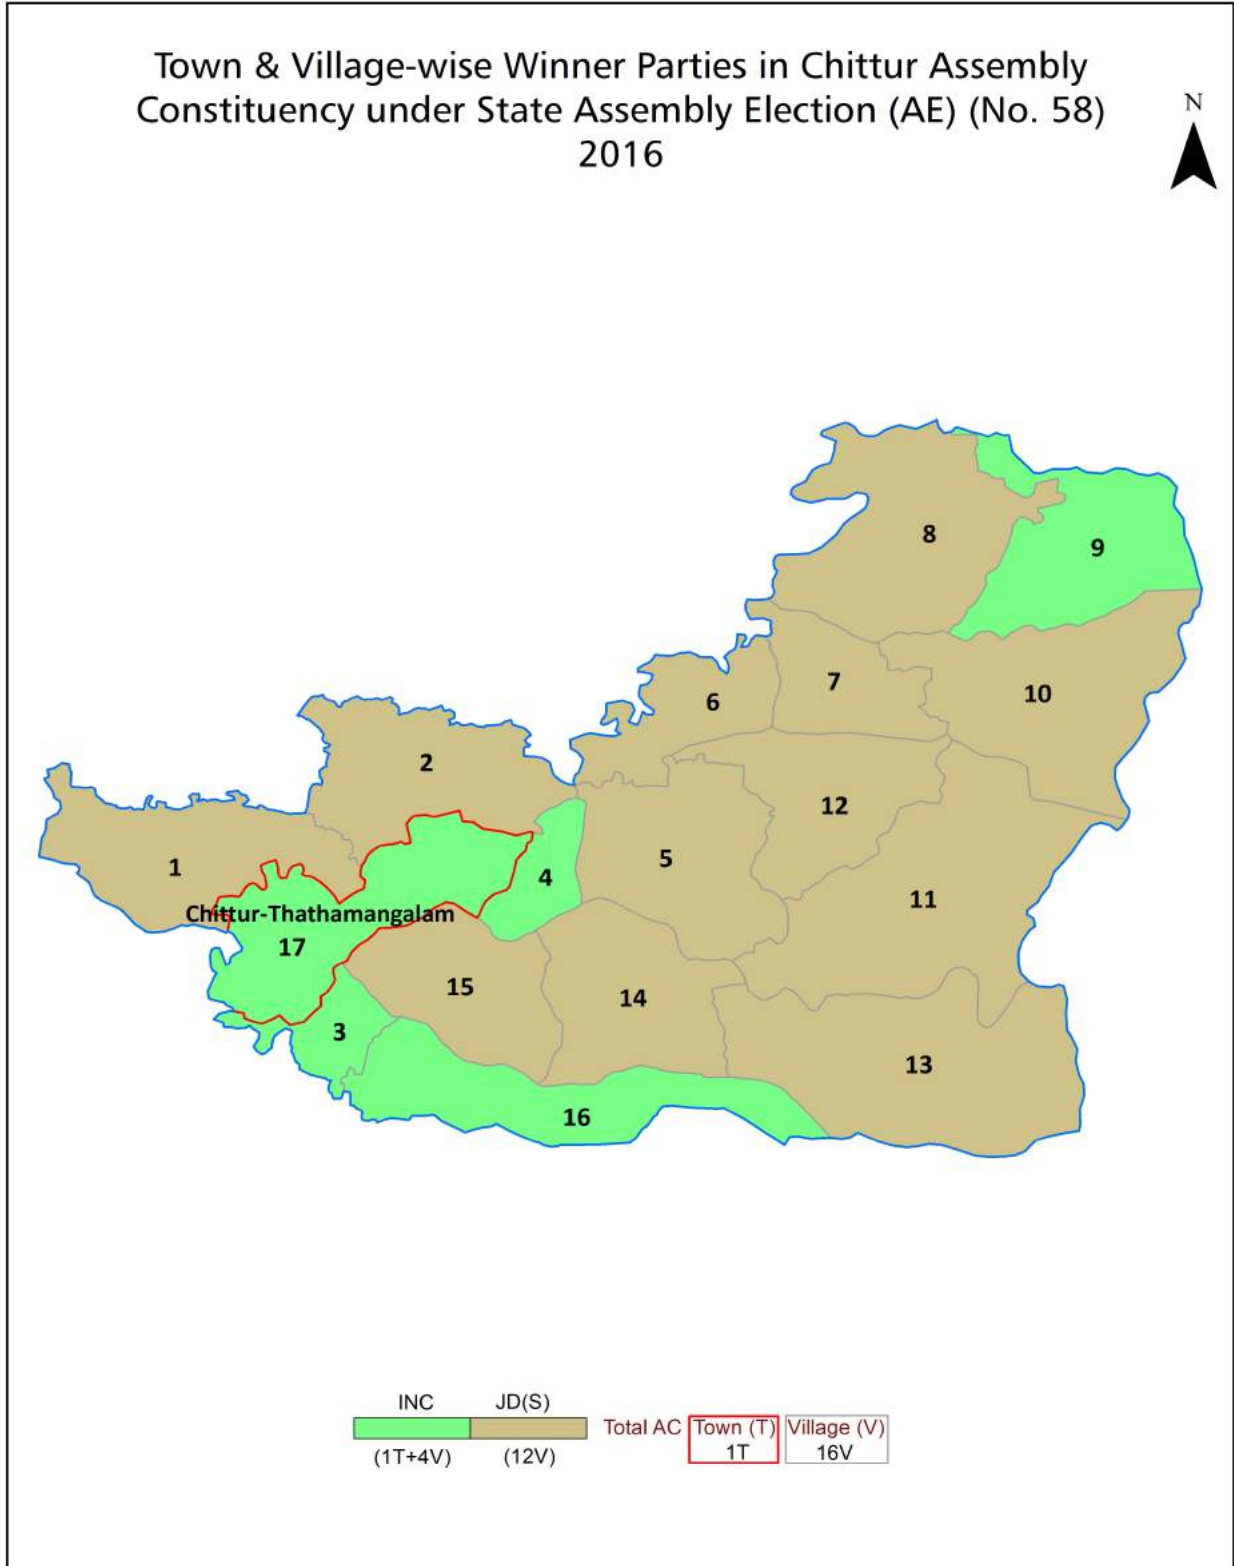 Town & Village-wise Winner Parties in Chittur Assembly
Constituency under State Assembly Election (AE) (No. 58)
2016
N
8
9
7
6
10
2
12
1
4
5
11
Chittur-Thathamangalam
17
15
14
3
13
16
INC JD(S)
Total AC Town (T) Village (V)
(1T+4V) (12V) 1T 16V